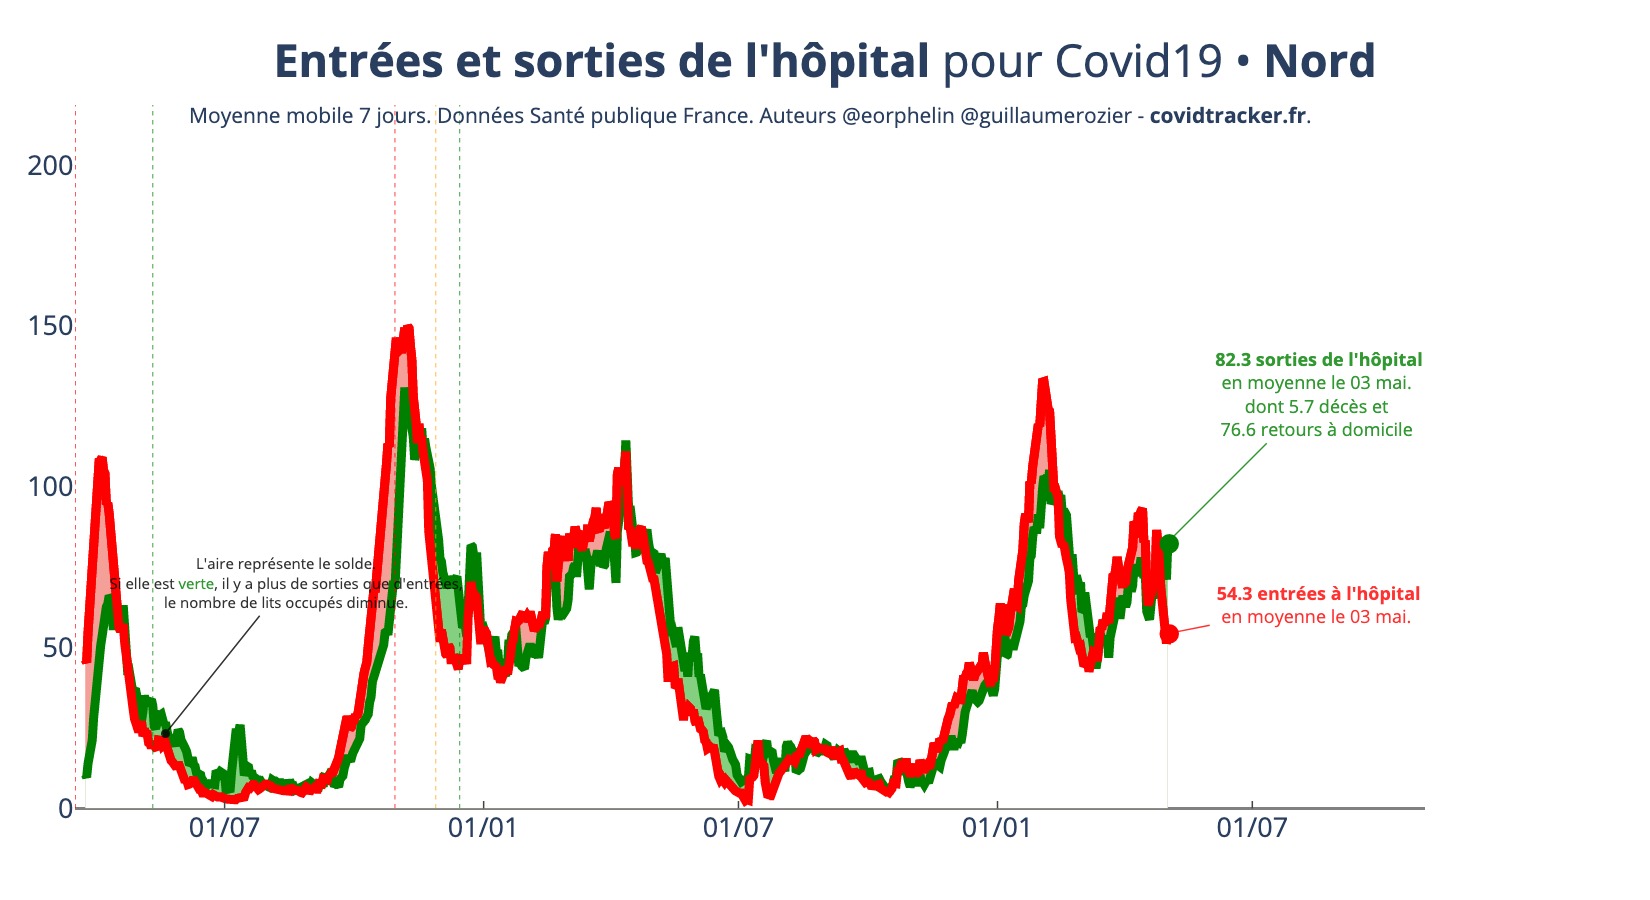 Entrées et sorties de l'hôpital pour Covid19 • Nord
Moyenne mobile 7 jours. Données Santé publique France. Auteurs @eorphelin @guillaumerozier - covidtracker.fr.
200
150
100
50
0
82.3 sorties de l'hôpital
en moyenne le 03 mai.
dont 5.7 décès et
76.6 retours à domicile
L'aire représente le solde.
Si elle est verte, il y a plus de sorties que d'entrées,
le nombre de lits occupés diminue.
54.3 entrées à l'hôpital
en moyenne le 03 mai.
01/07
01/01
01/07
01/01
01/07